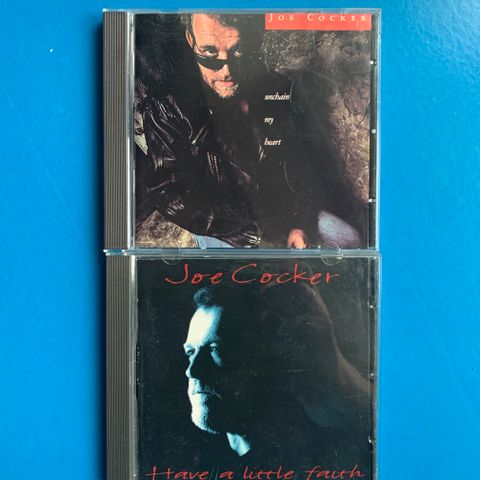 JOE COCKER
unchain
my
heart
Joe Cocker
Have a little faith